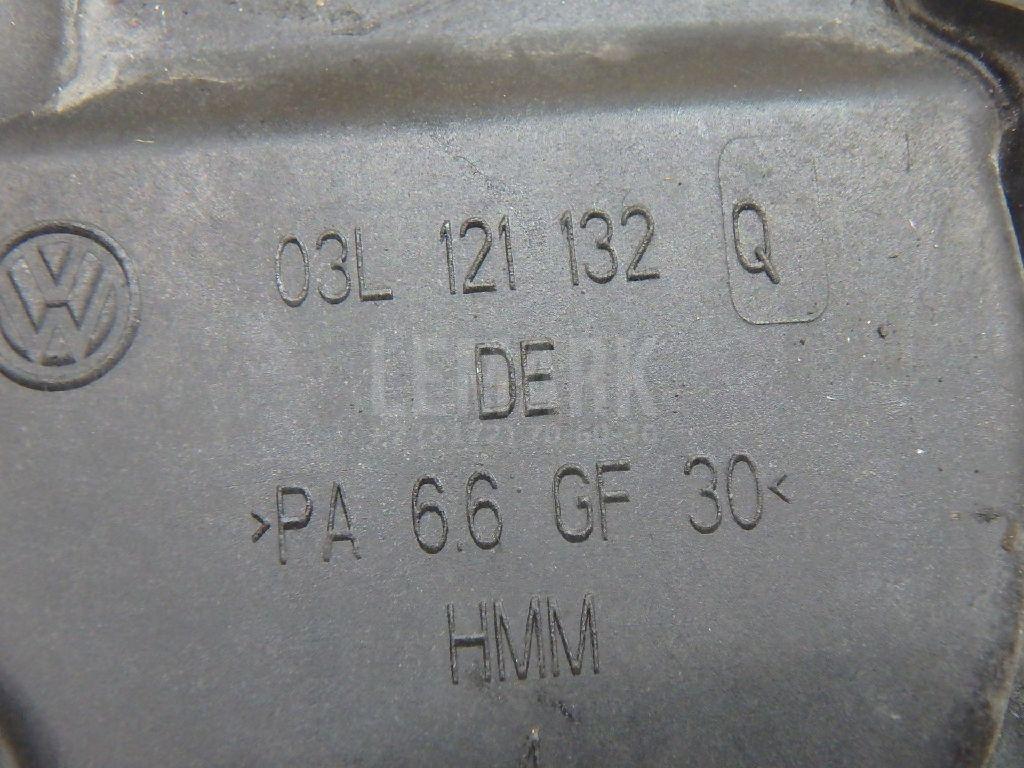 03L 121 132 Q
DE
>PA 6.6 GF 30<
HMM